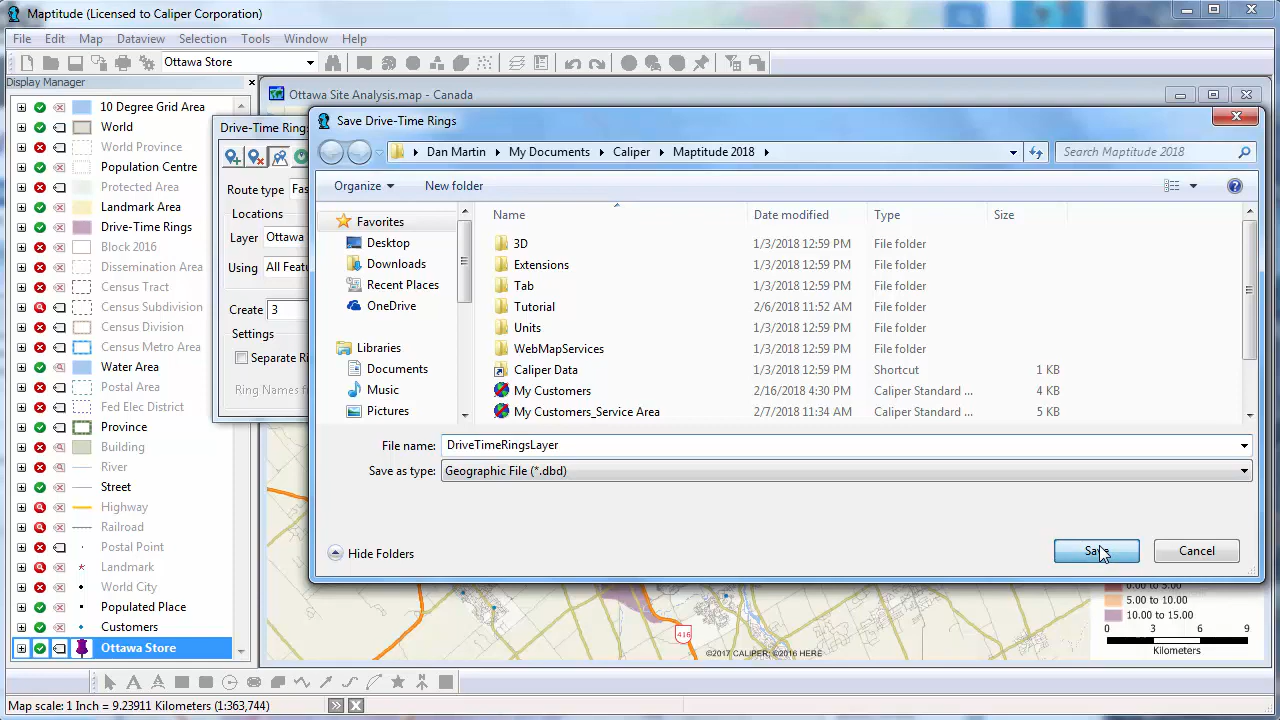 Maptitude (Licensed to Caliper Corporation)
File Edit Map Dataview Selection Tools Window Help
Ottawa Store
Display Manager
10 Degree Grid Area
World
World Province
Population Centre
Protected Area
Landmark Area
Drive-Time Rings
Block 2016
Dissemination Area
Census Tract
Census Subdivision
Census Division
Census Metro Area
Water Area
Postal Area
Fed Elec District
Province
Building
River
Street
Highway
Railroad
Postal Point
Landmark
World City
Populated Place
Customers
Ottawa Store
Ottawa Site Analysis.map - Canada
Drive-Time Rings
Route type Fas
Locations
Layer Ottawa
Using All Feat
Create 3
Settings
Separate Ri
Ring Names f
Save Drive-Time Rings
Dan Martin My Documents Caliper Maptitude 2018
Search Maptitude 2018
Organize New folder
Favorites
Desktop
Downloads
Recent Places
OneDrive
Libraries
Documents
Music
Pictures
Name Date modified Type Size
3D 1/3/2018 12:59 PM File folder
Extensions 1/3/2018 12:59 PM File folder
Tab 1/3/2018 12:59 PM File folder
Tutorial 2/6/2018 11:52 AM File folder
Units 1/3/2018 12:59 PM File folder
WebMapServices 1/3/2018 12:59 PM File folder
Caliper Data 1/3/2018 12:59 PM Shortcut 1 KB
My Customers 2/16/2018 4:30 PM Caliper Standard ... 4 KB
My Customers_Service Area 2/7/2018 11:34 AM Caliper Standard ... 5 KB
File name: DriveTimeRingsLayer
Save as type: Geographic File (*.dbd)
Hide Folders
Save Cancel
416
©2017 CALIPER; ©2016 HERE
0.00 to 5.00
5.00 to 10.00
10.00 to 15.00
0 3 6 9
Kilometers
Map scale: 1 Inch = 9.23911 Kilometers (1:363,744)